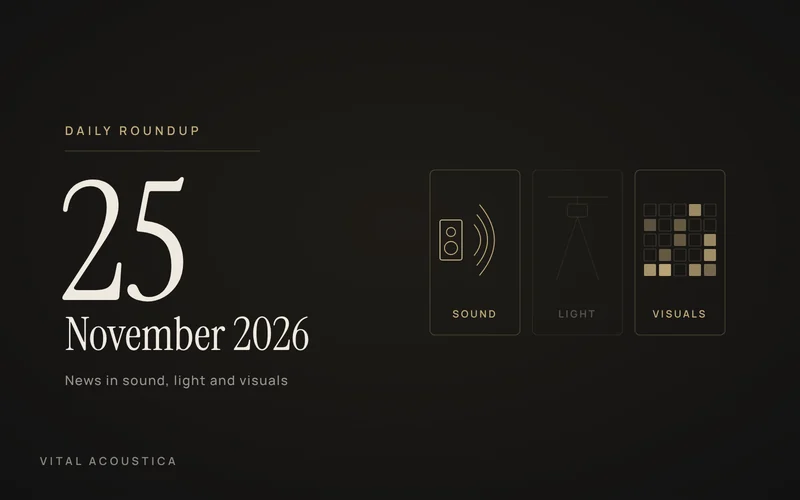 DAILY ROUNDUP
25
November 2026
News in sound, light and visuals
SOUND
LIGHT
VISUALS
VITAL ACOUSTICA